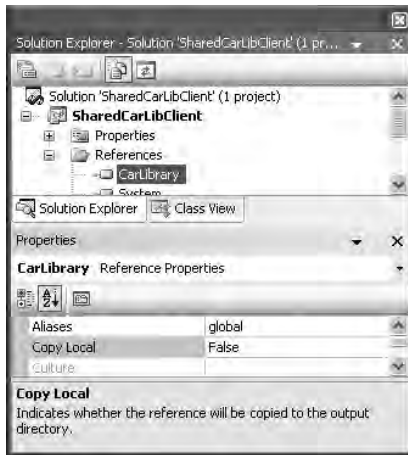 Solution Explorer - Solution 'SharedCarLibClient' (1 pr...
Solution 'SharedCarLibClient' (1 project)
SharedCarLibClient
Properties
References
CarLibrary
System
Solution Explorer
Class View
Properties
CarLibrary Reference Properties
Aliases global
Copy Local False
Culture
Copy Local
Indicates whether the reference will be copied to the output
directory.